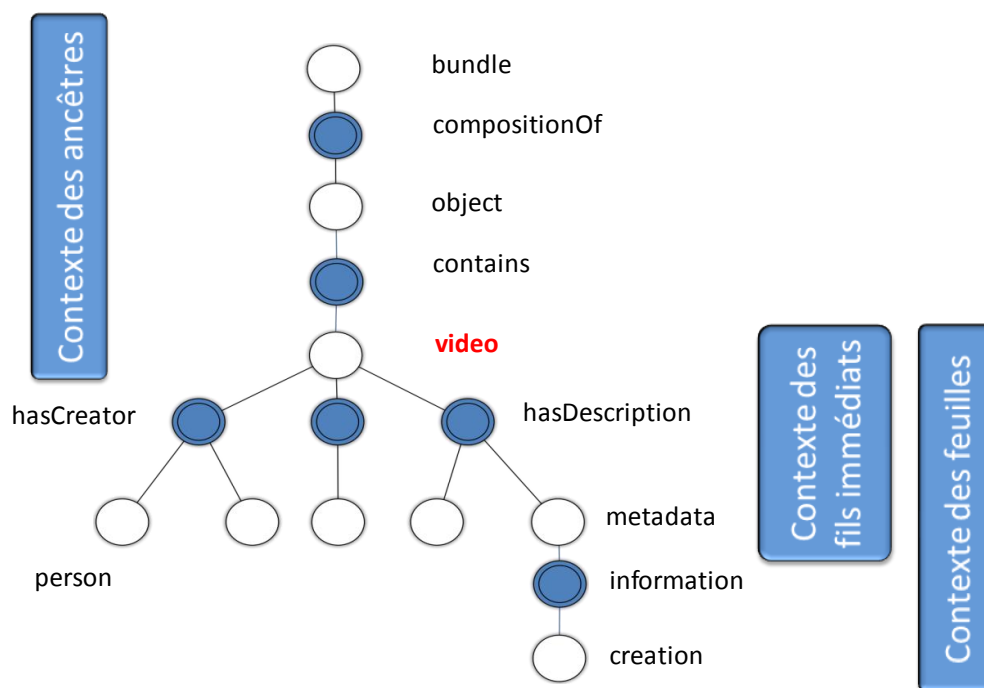 Contexte des ancêtres
bundle
compositionOf
object
contains
video
hasCreator
hasDescription
person
metadata
information
creation
Contexte des
fils immédiats
Contexte des feuilles